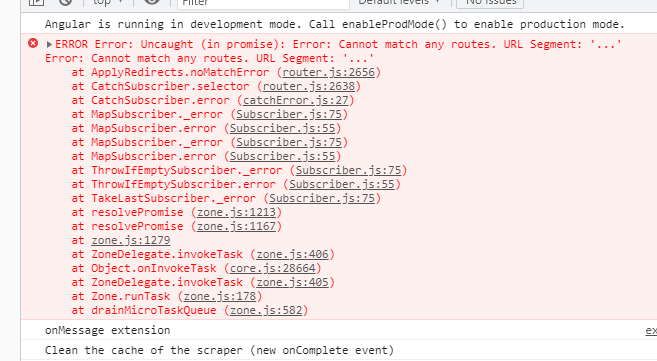 top
Filter
Default levels
No Issues
Angular is running in development mode. Call enableProdMode() to enable production mode.
ERROR Error: Uncaught (in promise): Error: Cannot match any routes. URL Segment: '...'
Error: Cannot match any routes. URL Segment: '...'
at ApplyRedirects.noMatchError (router.js:2656)
at CatchSubscriber.selector (router.js:2638)
at CatchSubscriber.error (catchError.js:27)
at MapSubscriber._error (Subscriber.js:75)
at MapSubscriber.error (Subscriber.js:55)
at MapSubscriber._error (Subscriber.js:75)
at MapSubscriber.error (Subscriber.js:55)
at ThrowIfEmptySubscriber._error (Subscriber.js:75)
at ThrowIfEmptySubscriber.error (Subscriber.js:55)
at TakeLastSubscriber._error (Subscriber.js:75)
at resolvePromise (zone.js:1213)
at resolvePromise (zone.js:1167)
at zone.js:1279
at ZoneDelegate.invokeTask (zone.js:406)
at Object.onInvokeTask (core.js:28664)
at ZoneDelegate.invokeTask (zone.js:405)
at Zone.runTask (zone.js:178)
at drainMicroTaskQueue (zone.js:582)
onMessage extension ex
Clean the cache of the scraper (new onComplete event)